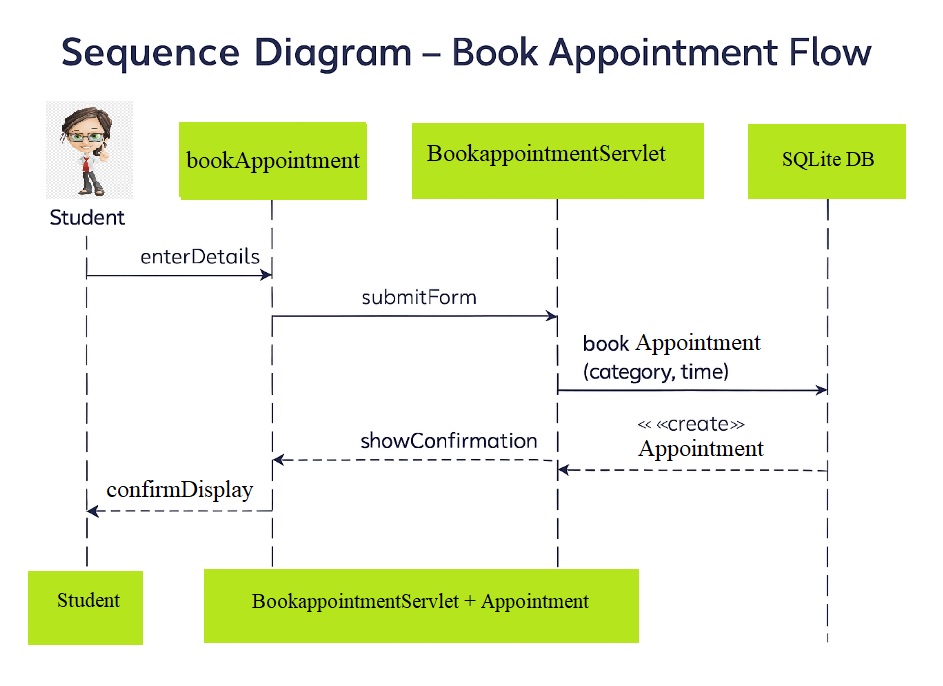 Sequence Diagram – Book Appointment Flow
bookAppointment
BookappointmentServlet
SQLite DB
Student
enterDetails
submitForm
book Appointment
(category, time)
« «create»
Appointment
showConfirmation
confirmDisplay
Student
BookappointmentServlet + Appointment